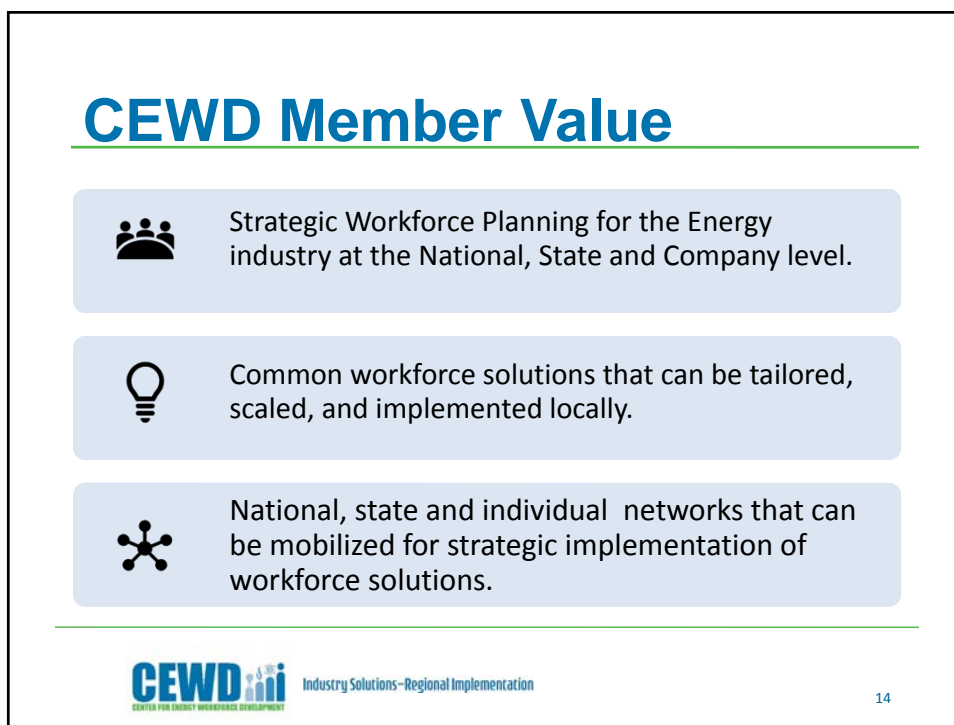 CEWD Member Value
Strategic Workforce Planning for the Energy
industry at the National, State and Company level.
Common workforce solutions that can be tailored,
scaled, and implemented locally.
National, state and individual  networks that can
be mobilized for strategic implementation of
workforce solutions.
CEWD
CENTER FOR ENERGY WORKFORCE DEVELOPMENT
Industry Solutions–Regional Implementation
14